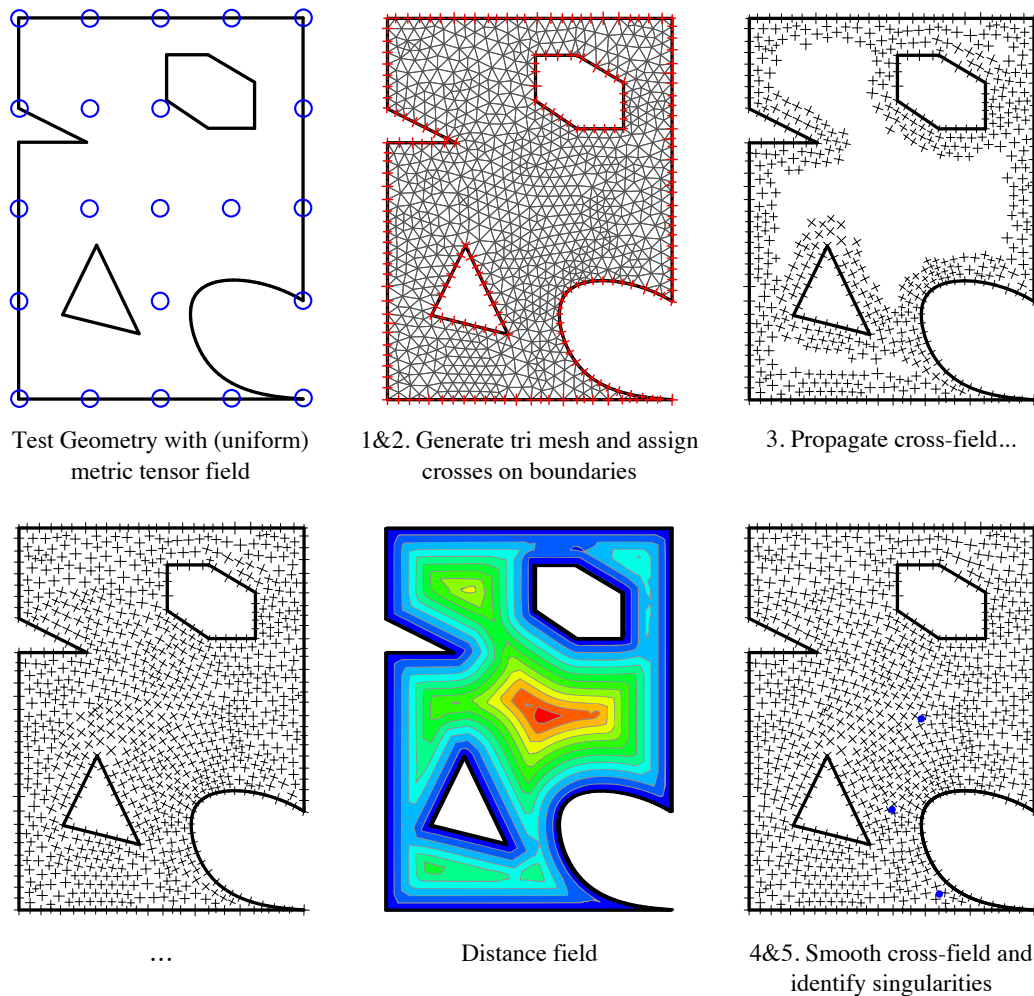 Test Geometry with (uniform)
metric tensor field
1&2. Generate tri mesh and assign
crosses on boundaries
3. Propagate cross-field...
...
Distance field
4&5. Smooth cross-field and
identify singularities